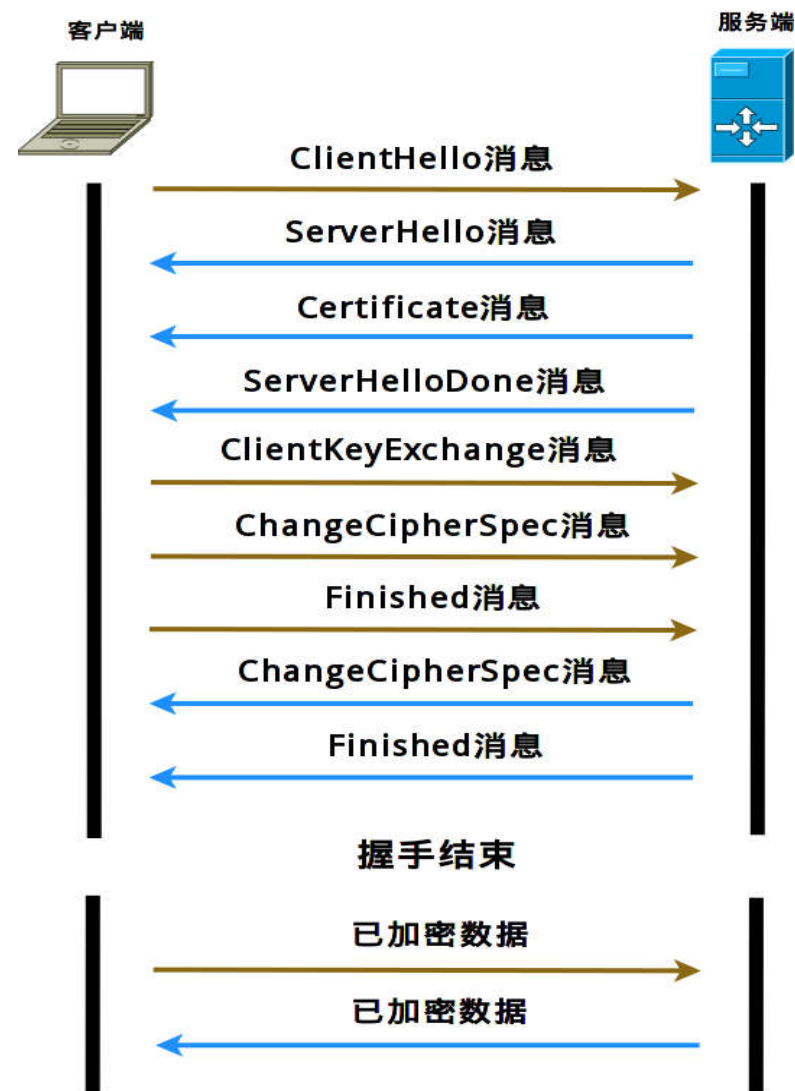 客户端
服务端
ClientHello消息
ServerHello消息
Certificate消息
ServerHelloDone消息
ClientKeyExchange消息
ChangeCipherSpec消息
Finished消息
ChangeCipherSpec消息
Finished消息
握手结束
已加密数据
已加密数据